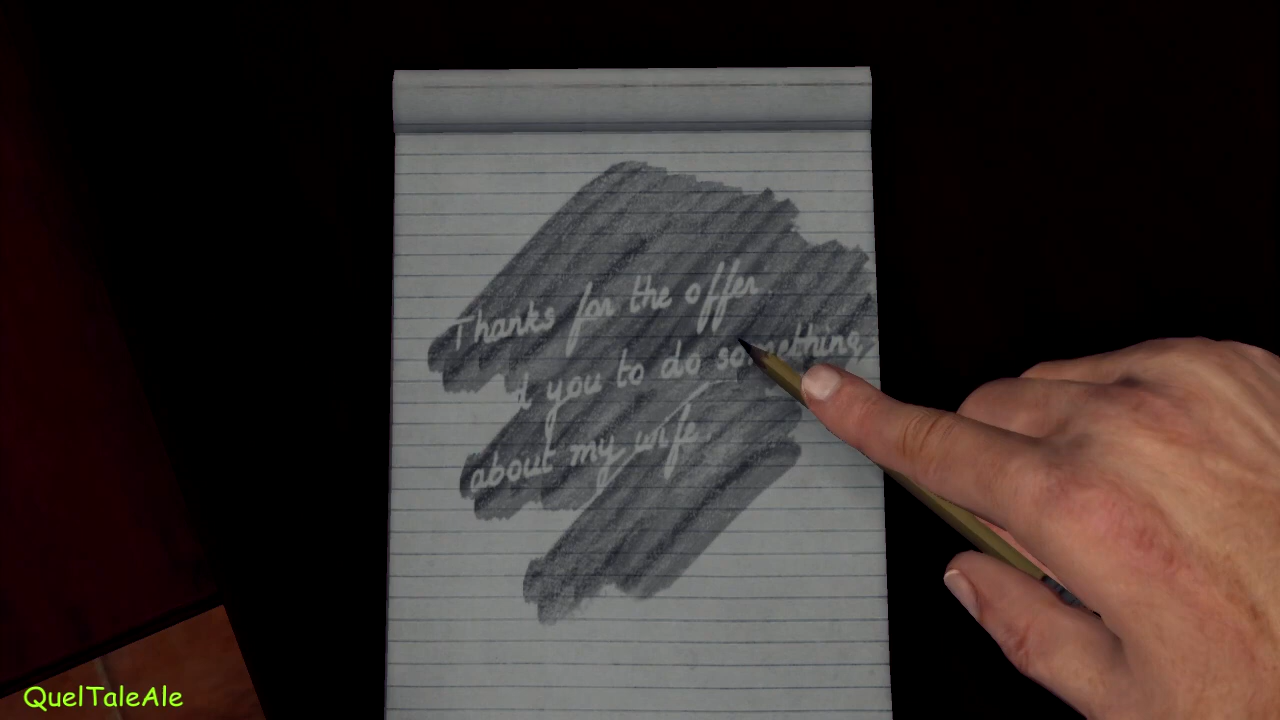 Thanks for the offer.
d you to do something
about my wife.
QuelTaleAle